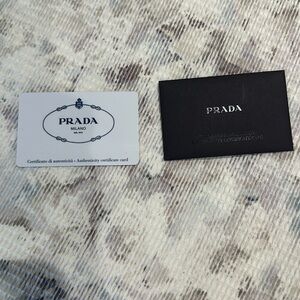 PRADA
MILANO
Certificato di autenticità - Authenticity certificate card
PRADA